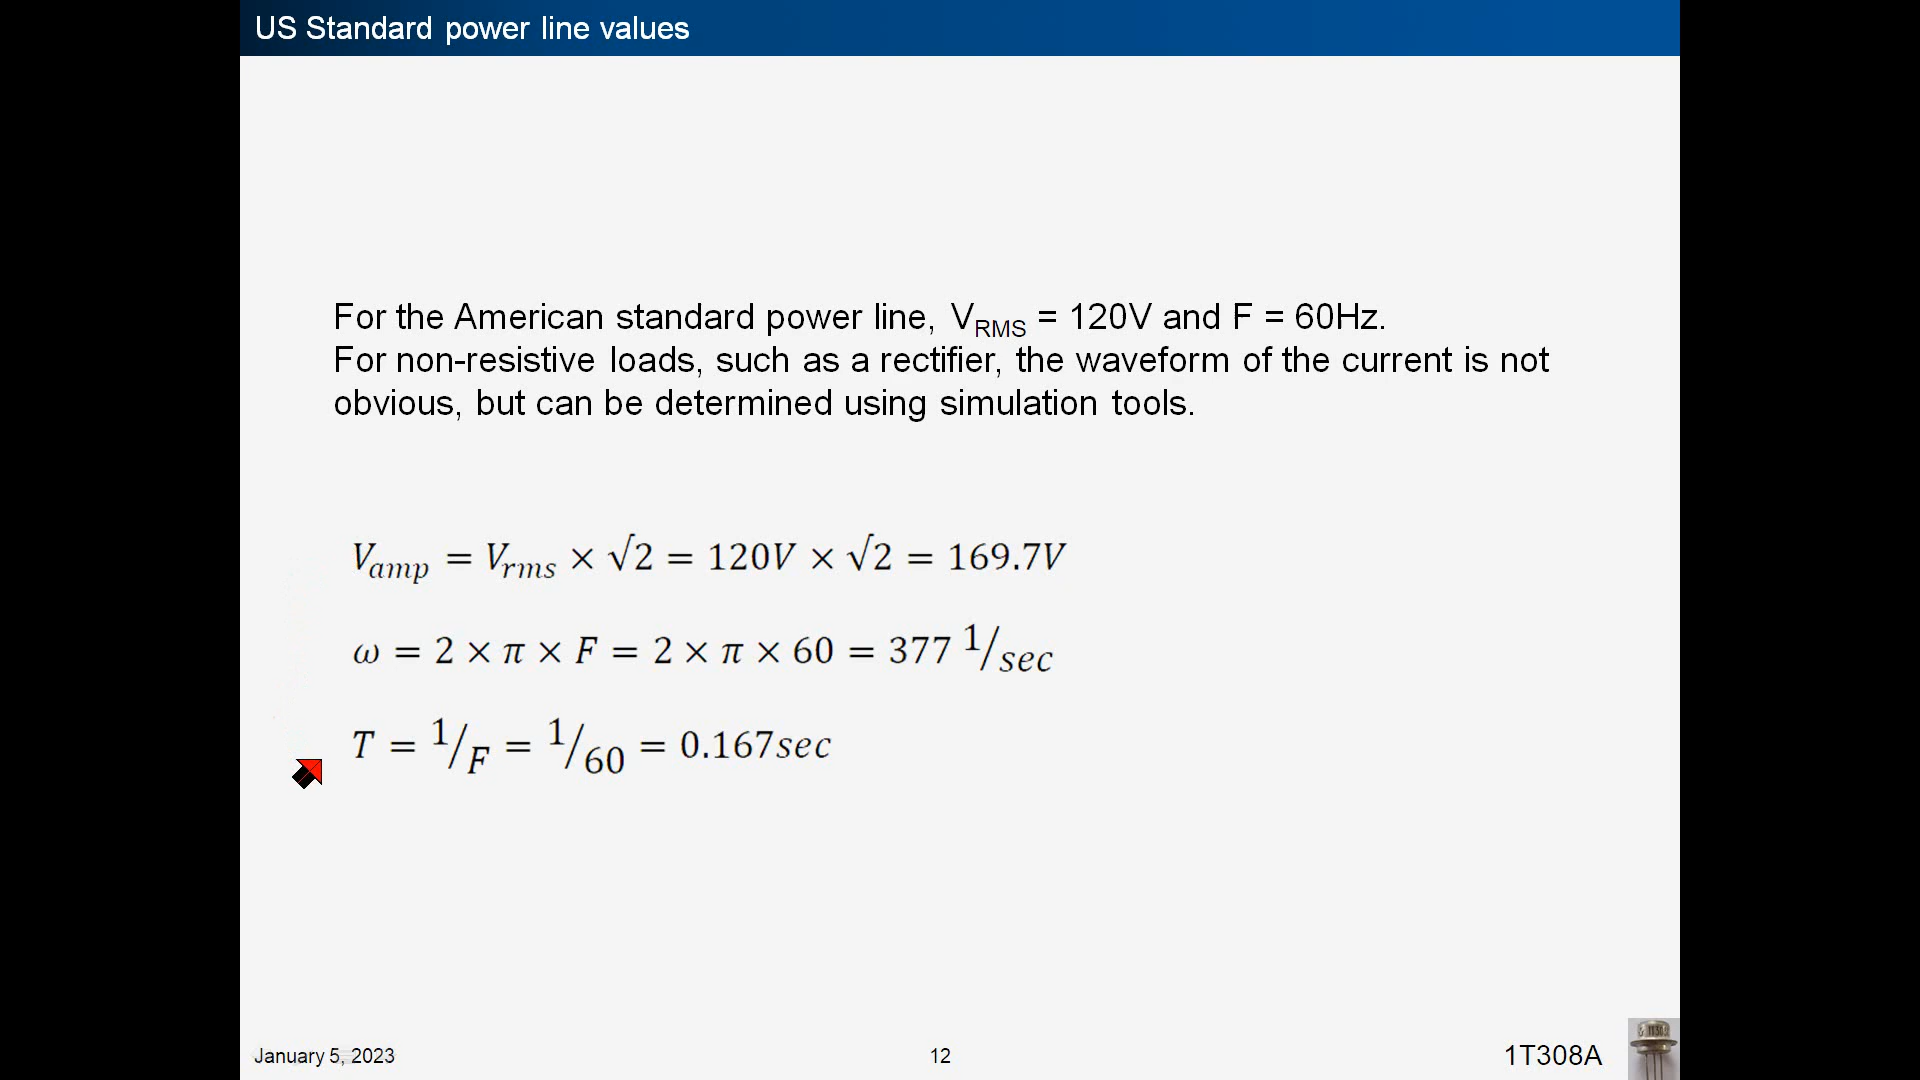 US Standard power line values
For the American standard power line, V_RMS = 120V and F = 60Hz.
For non-resistive loads, such as a rectifier, the waveform of the current is not
obvious, but can be determined using simulation tools.
V_amp = V_rms × √2 = 120V × √2 = 169.7V
ω = 2 × π × F = 2 × π × 60 = 377 1/sec
T = 1/F = 1/60 = 0.167sec
January 5, 2023
12
1T308A